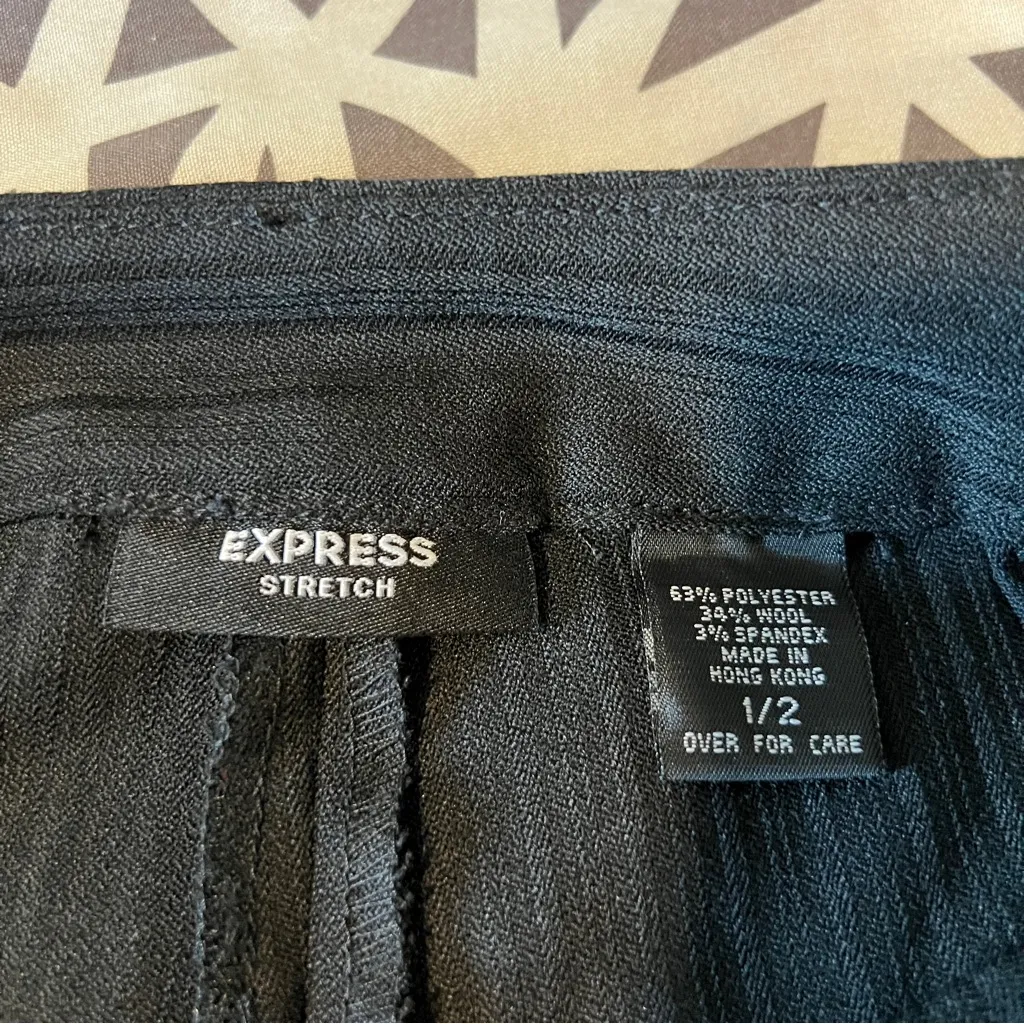 EXPRESS
STRETCH
63% POLYESTER
34% WOOL
3% SPANDEX
MADE IN
HONG KONG
1/2
OVER FOR CARE